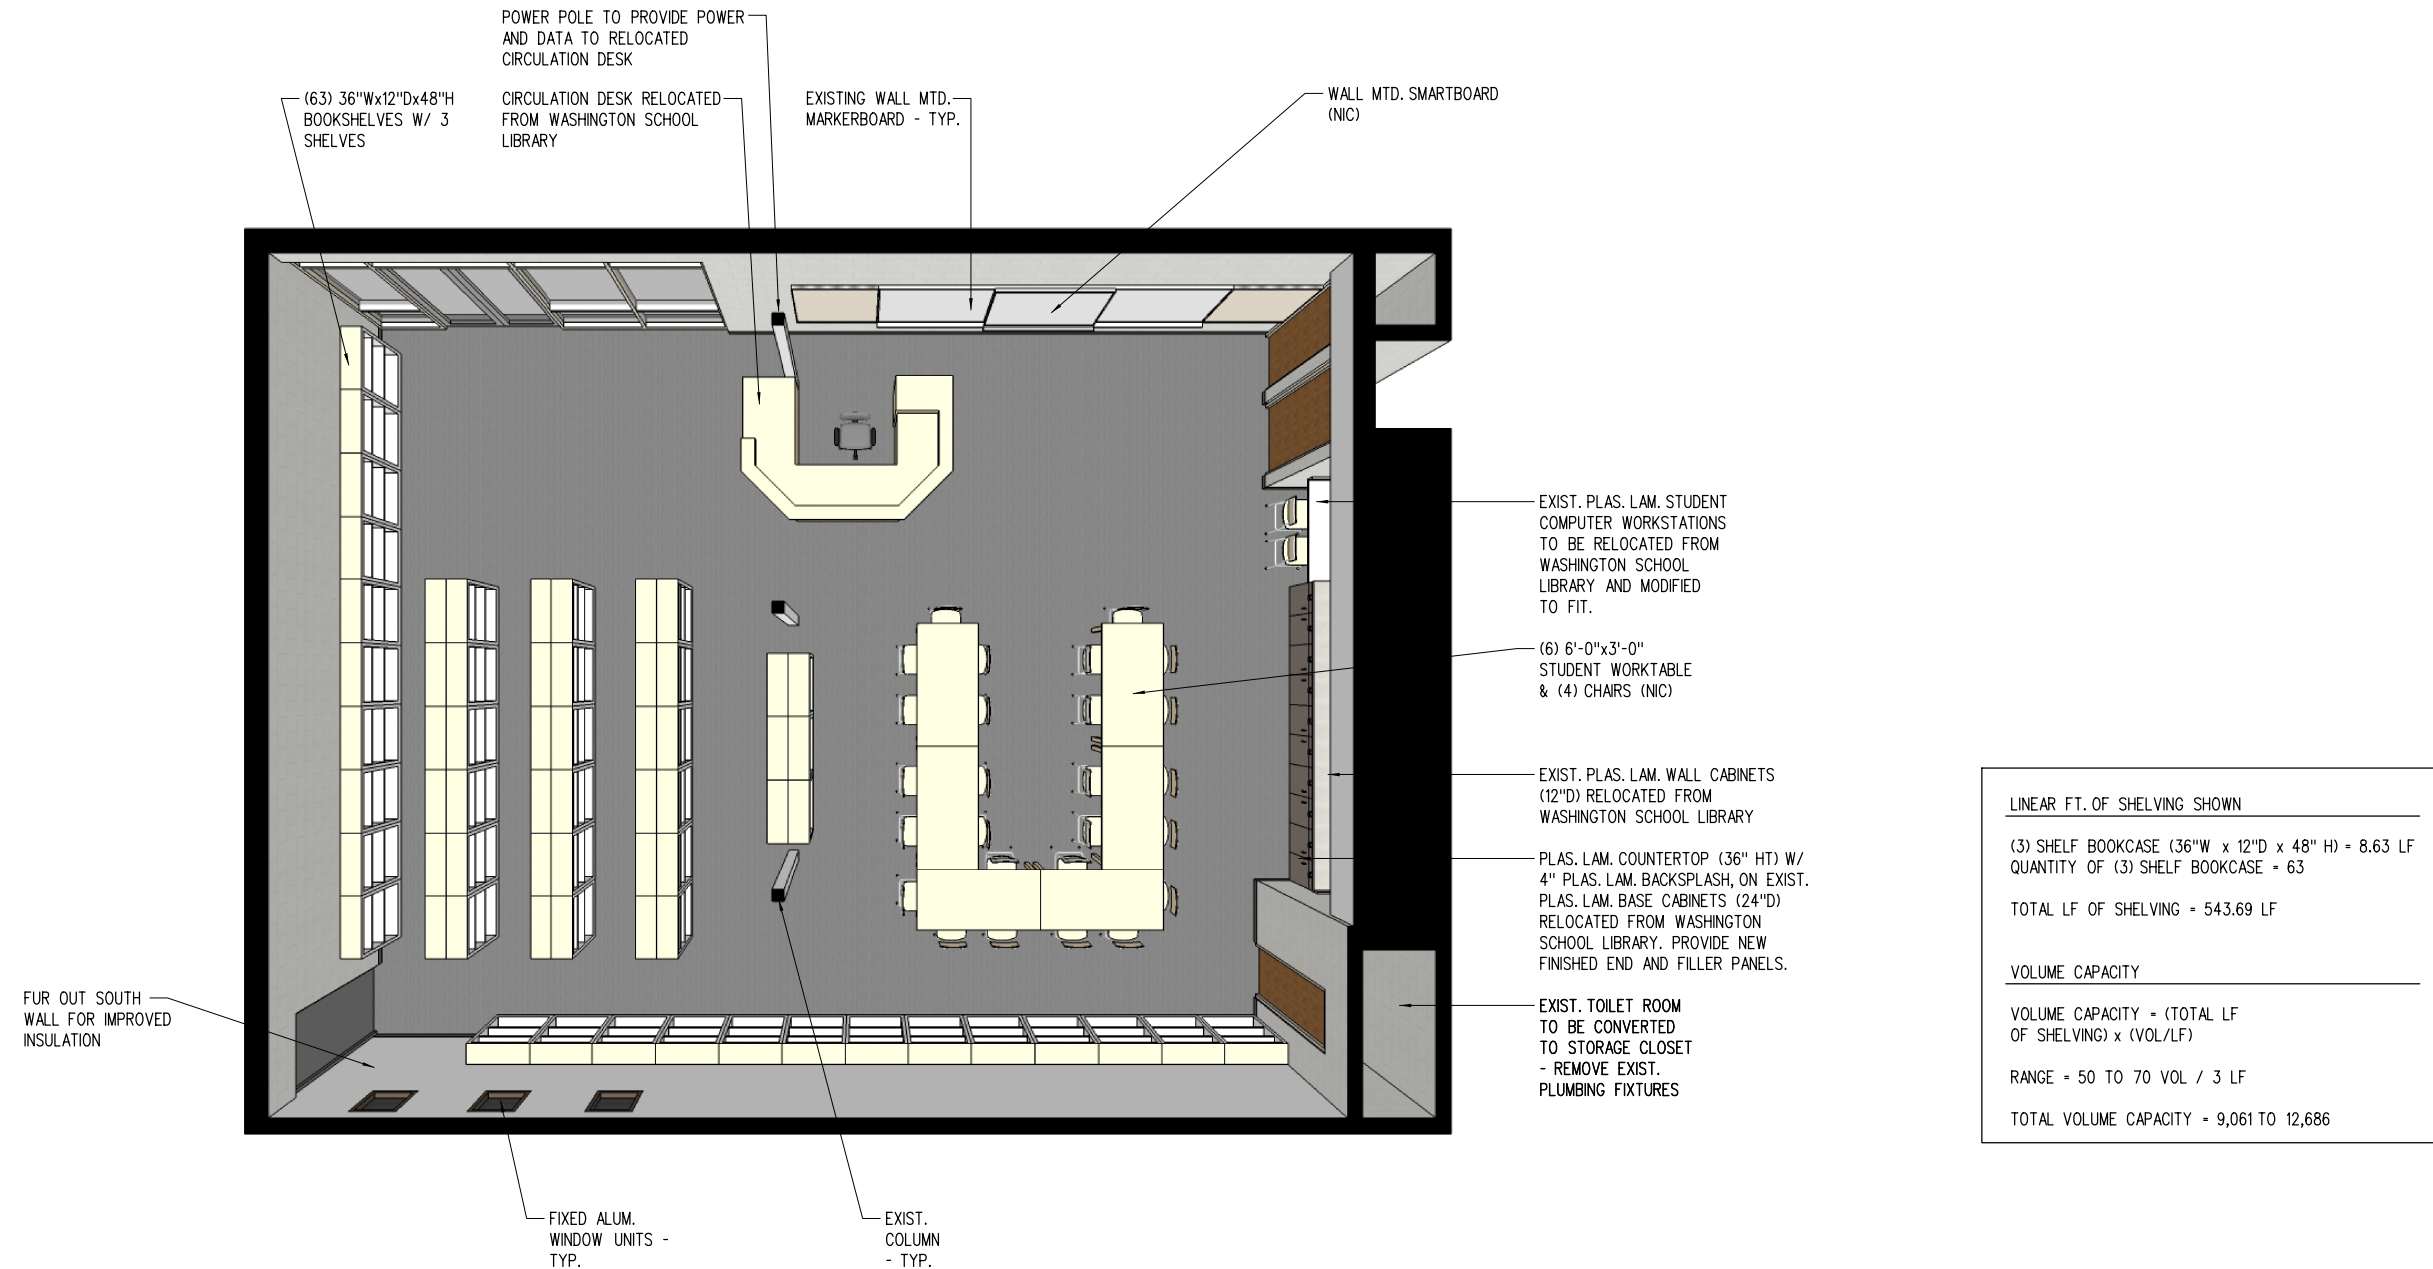 POWER POLE TO PROVIDE POWER
AND DATA TO RELOCATED
CIRCULATION DESK
(63) 36"Wx12"Dx48"H
BOOKSHELVES W/ 3
SHELVES
CIRCULATION DESK RELOCATED
FROM WASHINGTON SCHOOL
LIBRARY
EXISTING WALL MTD.
MARKERBOARD - TYP.
WALL MTD. SMARTBOARD
(NIC)
EXIST. PLAS. LAM. STUDENT
COMPUTER WORKSTATIONS
TO BE RELOCATED FROM
WASHINGTON SCHOOL
LIBRARY AND MODIFIED
TO FIT.
(6) 6'-0"x3'-0"
STUDENT WORKTABLE
& (4) CHAIRS (NIC)
EXIST. PLAS. LAM. WALL CABINETS
(12"D) RELOCATED FROM
WASHINGTON SCHOOL LIBRARY
PLAS. LAM. COUNTERTOP (36" HT) W/
4" PLAS. LAM. BACKSPLASH, ON EXIST.
PLAS. LAM. BASE CABINETS (24"D)
RELOCATED FROM WASHINGTON
SCHOOL LIBRARY. PROVIDE NEW
FINISHED END AND FILLER PANELS.
EXIST. TOILET ROOM
TO BE CONVERTED
TO STORAGE CLOSET
- REMOVE EXIST.
PLUMBING FIXTURES
FUR OUT SOUTH
WALL FOR IMPROVED
INSULATION
FIXED ALUM.
WINDOW UNITS -
TYP.
EXIST.
COLUMN
- TYP.
LINEAR FT. OF SHELVING SHOWN
(3) SHELF BOOKCASE (36"W x 12"D x 48" H) = 8.63 LF
QUANTITY OF (3) SHELF BOOKCASE = 63
TOTAL LF OF SHELVING = 543.69 LF
VOLUME CAPACITY
VOLUME CAPACITY = (TOTAL LF
OF SHELVING) x (VOL/LF)
RANGE = 50 TO 70 VOL / 3 LF
TOTAL VOLUME CAPACITY = 9,061 TO 12,686